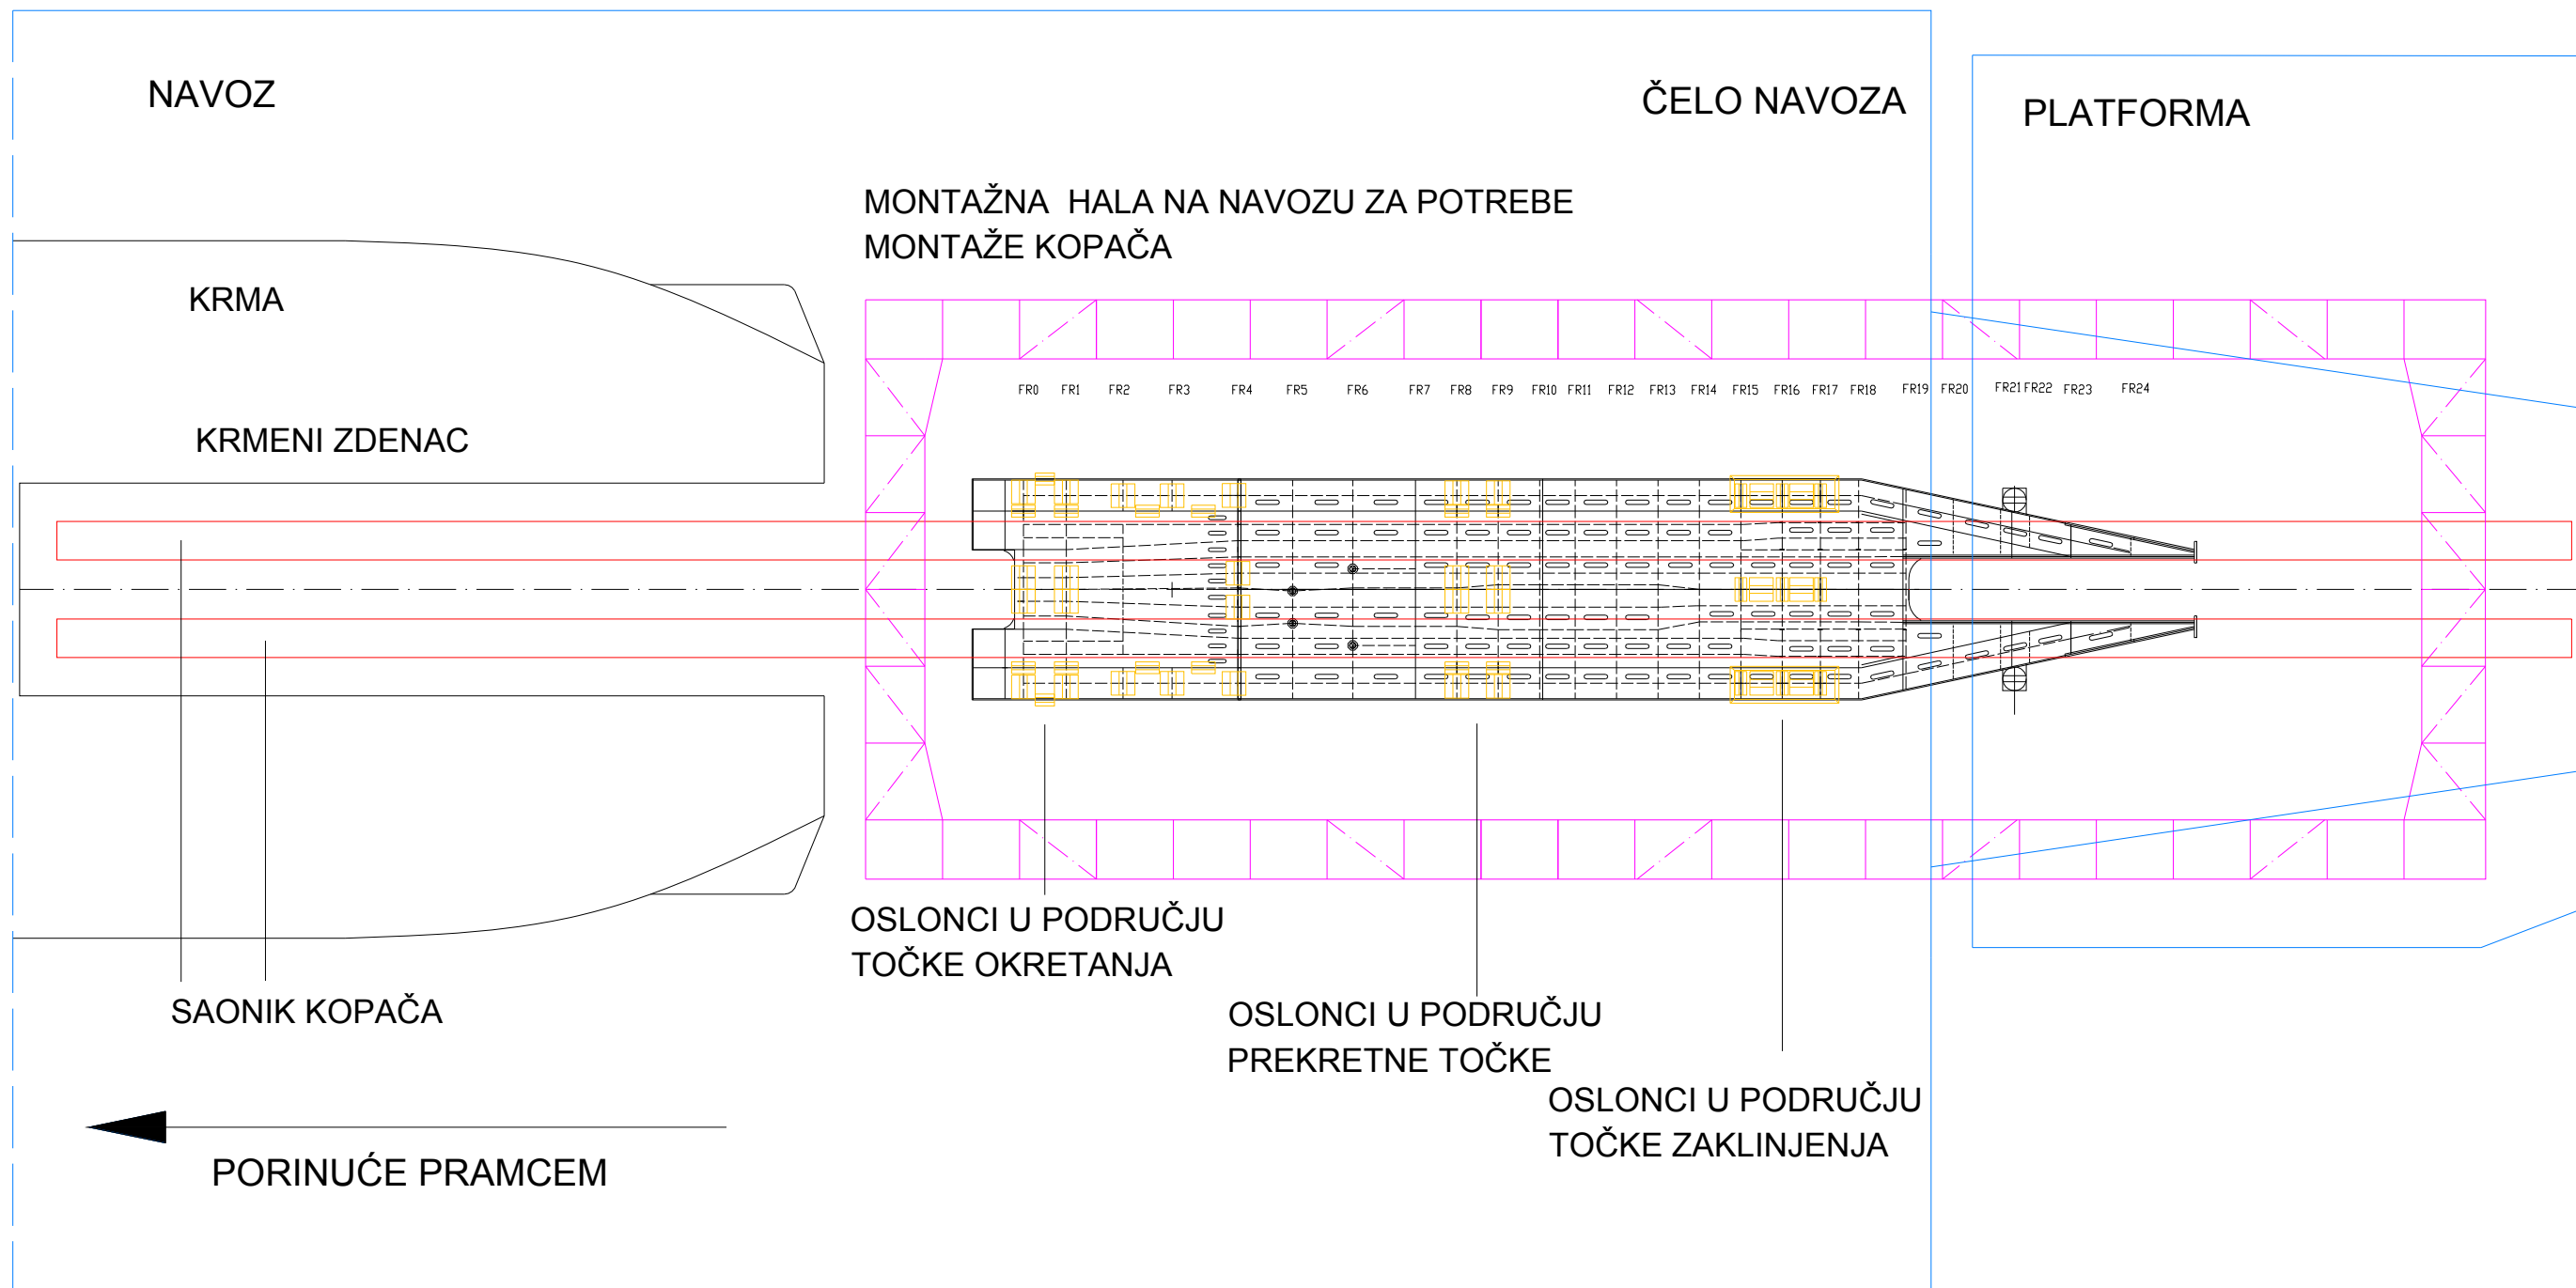 NAVOZ
ČELO NAVOZA
PLATFORMA
MONTAŽNA HALA NA NAVOZU ZA POTREBE
MONTAŽE KOPAČA
KRMA
FR0 FR1 FR2 FR3 FR4 FR5 FR6 FR7 FR8 FR9 FR10 FR11 FR12 FR13 FR14 FR15 FR16 FR17 FR18 FR19 FR20 FR21 FR22 FR23 FR24
KRMENI ZDENAC
OSLONCI U PODRUČJU
TOČKE OKRETANJA
SAONIK KOPAČA
OSLONCI U PODRUČJU
PREKRETNE TOČKE
OSLONCI U PODRUČJU
TOČKE ZAKLINJENJA
PORINUĆE PRAMCEM